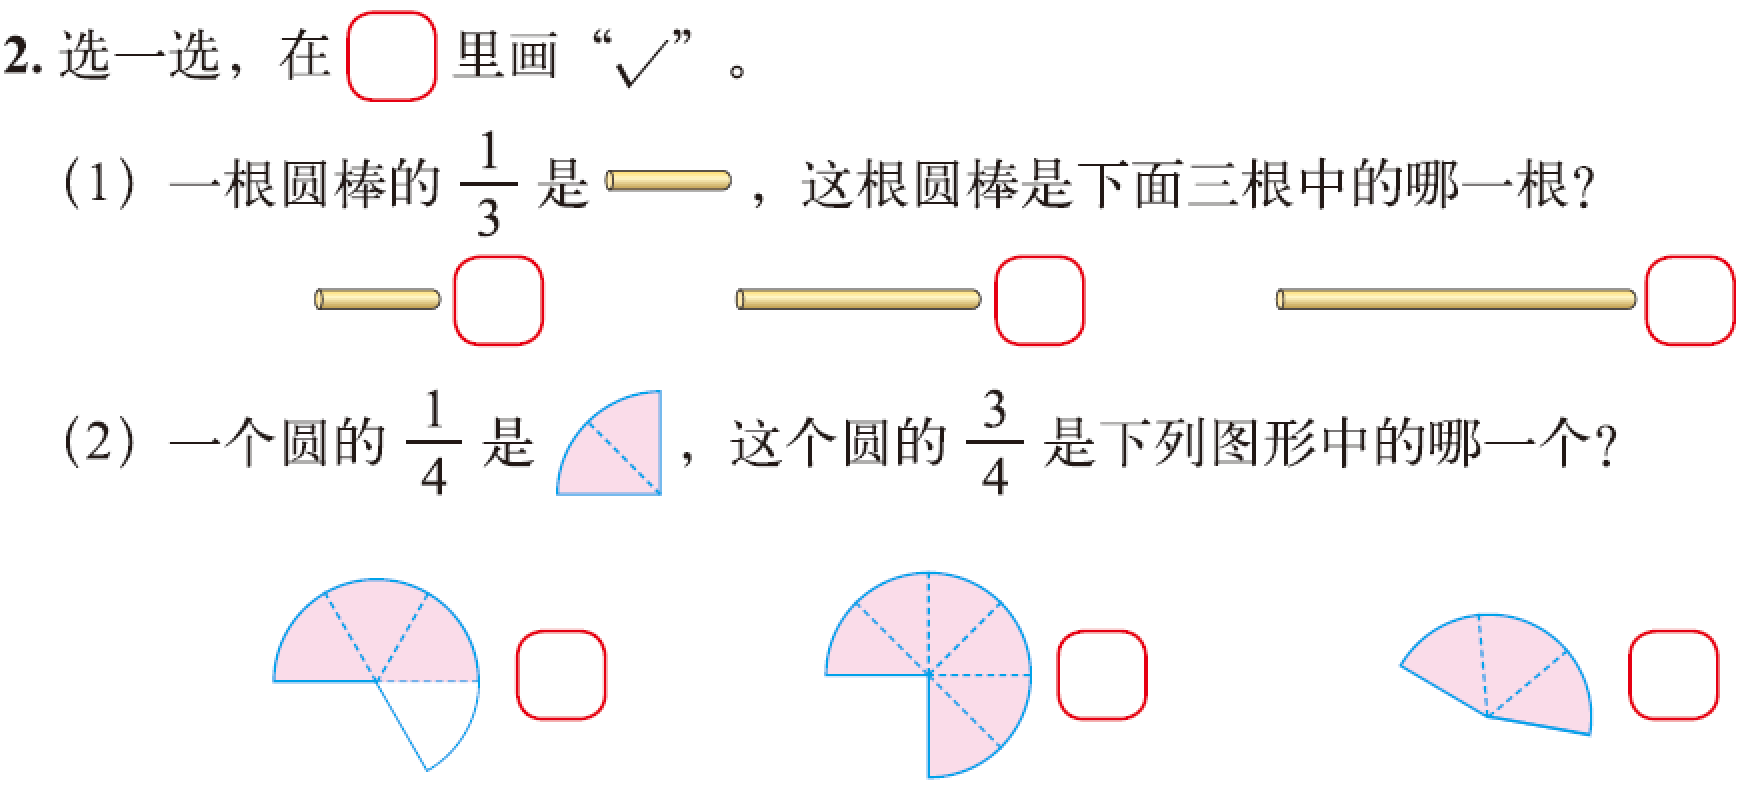 2. 选一选，在 里画“✓”。
（1）一根圆棒的 1/3 是 ，这根圆棒是下面三根中的哪一根？
（2）一个圆的 1/4 是 ，这个圆的 3/4 是下列图形中的哪一个？